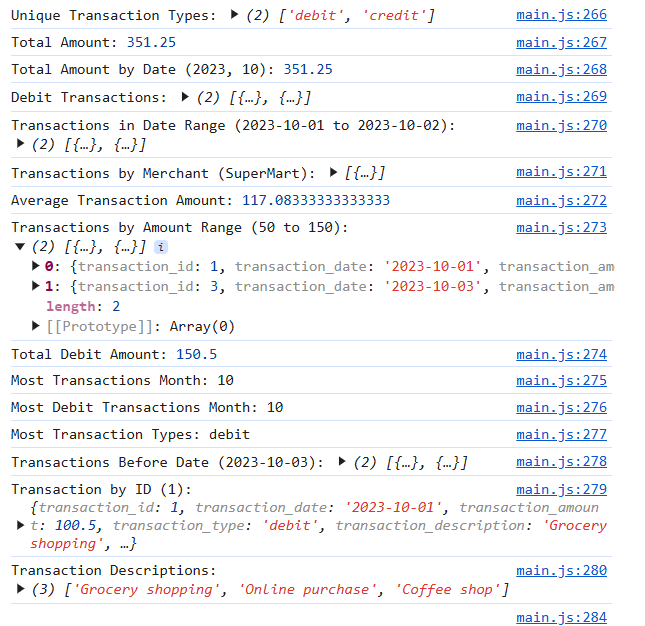 Unique Transaction Types: ▶ (2) ['debit', 'credit'] main.js:266
Total Amount: 351.25 main.js:267
Total Amount by Date (2023, 10): 351.25 main.js:268
Debit Transactions: ▶ (2) [{…}, {…}] main.js:269
Transactions in Date Range (2023-10-01 to 2023-10-02): main.js:270
▶ (2) [{…}, {…}]
Transactions by Merchant (SuperMart): ▶ [{…}] main.js:271
Average Transaction Amount: 117.08333333333333 main.js:272
Transactions by Amount Range (50 to 150): main.js:273
▼ (2) [{…}, {…}] i
▶ 0: {transaction_id: 1, transaction_date: '2023-10-01', transaction_am
▶ 1: {transaction_id: 3, transaction_date: '2023-10-03', transaction_am
length: 2
▶ [[Prototype]]: Array(0)
Total Debit Amount: 150.5 main.js:274
Most Transactions Month: 10 main.js:275
Most Debit Transactions Month: 10 main.js:276
Most Transaction Types: debit main.js:277
Transactions Before Date (2023-10-03): ▶ (2) [{…}, {…}] main.js:278
Transaction by ID (1): main.js:279
{transaction_id: 1, transaction_date: '2023-10-01', transaction_amoun
▶ t: 100.5, transaction_type: 'debit', transaction_description: 'Grocery
shopping', …}
Transaction Descriptions: main.js:280
▶ (3) ['Grocery shopping', 'Online purchase', 'Coffee shop']
main.js:284